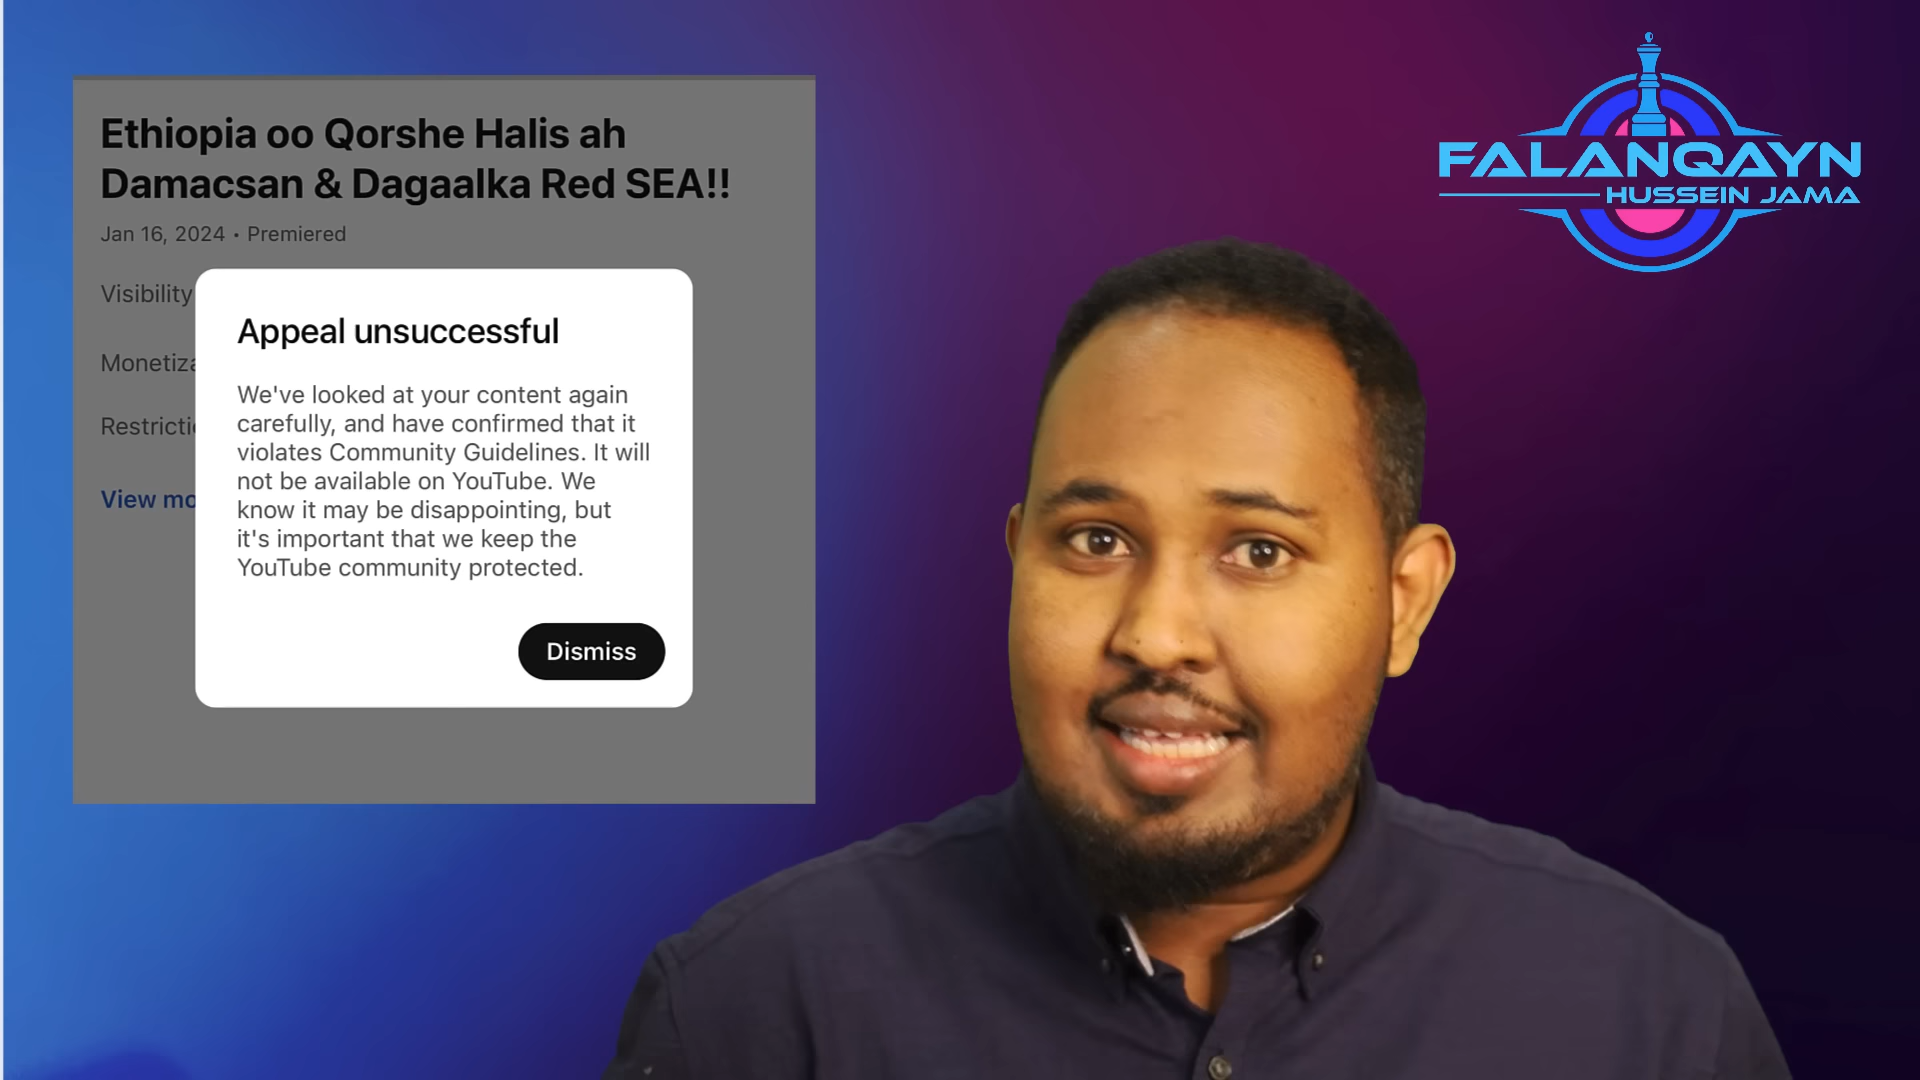 Ethiopia oo Qorshe Halis ah
Damacsan & Dagaalka Red SEA!!
Jan 16, 2024 • Premiered
Visibility
Monetiza
Restricti
View mo
Appeal unsuccessful
We've looked at your content again
carefully, and have confirmed that it
violates Community Guidelines. It will
not be available on YouTube. We
know it may be disappointing, but
it's important that we keep the
YouTube community protected.
Dismiss
FALANQAYN
HUSSEIN JAMA